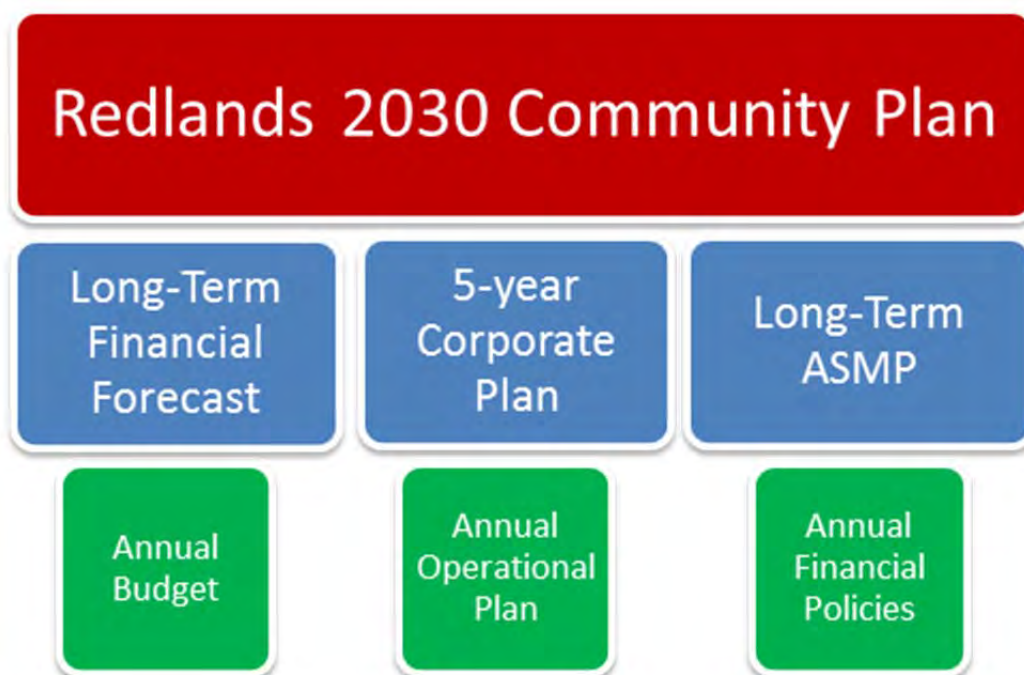 Redlands 2030 Community Plan
Long-Term
Financial
Forecast
5-year
Corporate
Plan
Long-Term
ASMP
Annual
Budget
Annual
Operational
Plan
Annual
Financial
Policies